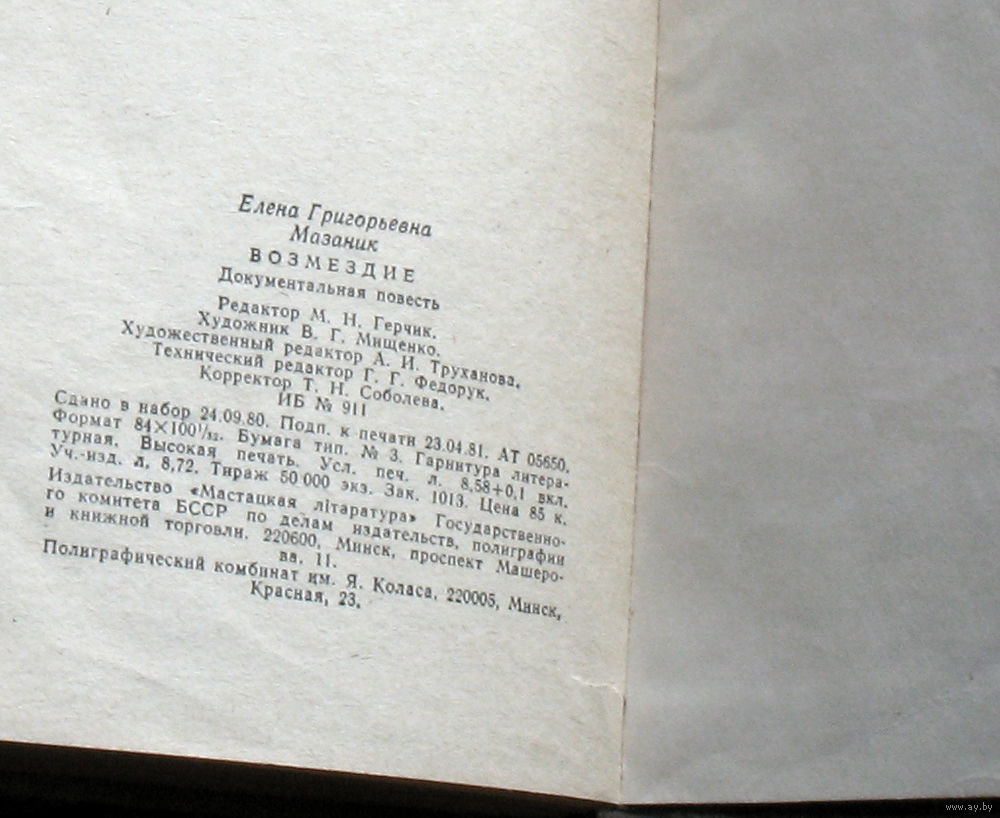 Елена Григорьевна
Мазаник
ВОЗМЕЗДИЕ
Документальная повесть
Редактор М. Н. Герчик.
Художник В. Г. Мищенко.
Художественный редактор А. И. Труханова.
Технический редактор Г. Г. Федорук.
Корректор Т. Н. Соболева.
ИБ № 911
Сдано в набор 24.09.80. Подп. к печати 23.04.81. АТ 05650.
Формат 84×100¹/₃₂. Бумага тип. № 3. Гарнитура литера-
турная. Высокая печать. Усл. печ. л. 8,58+0,1 вкл.
Уч.-изд. л. 8,72. Тираж 50 000 экз. Зак. 1013. Цена 85 к.
Издательство «Мастацкая літаратура» Государственно-
го комитета БССР по делам издательств, полиграфии
и книжной торговли. 220600, Минск, проспект Машеро-
ва, 11.
Полиграфический комбинат им. Я. Коласа. 220005, Минск,
Красная, 23.
www.ay.by